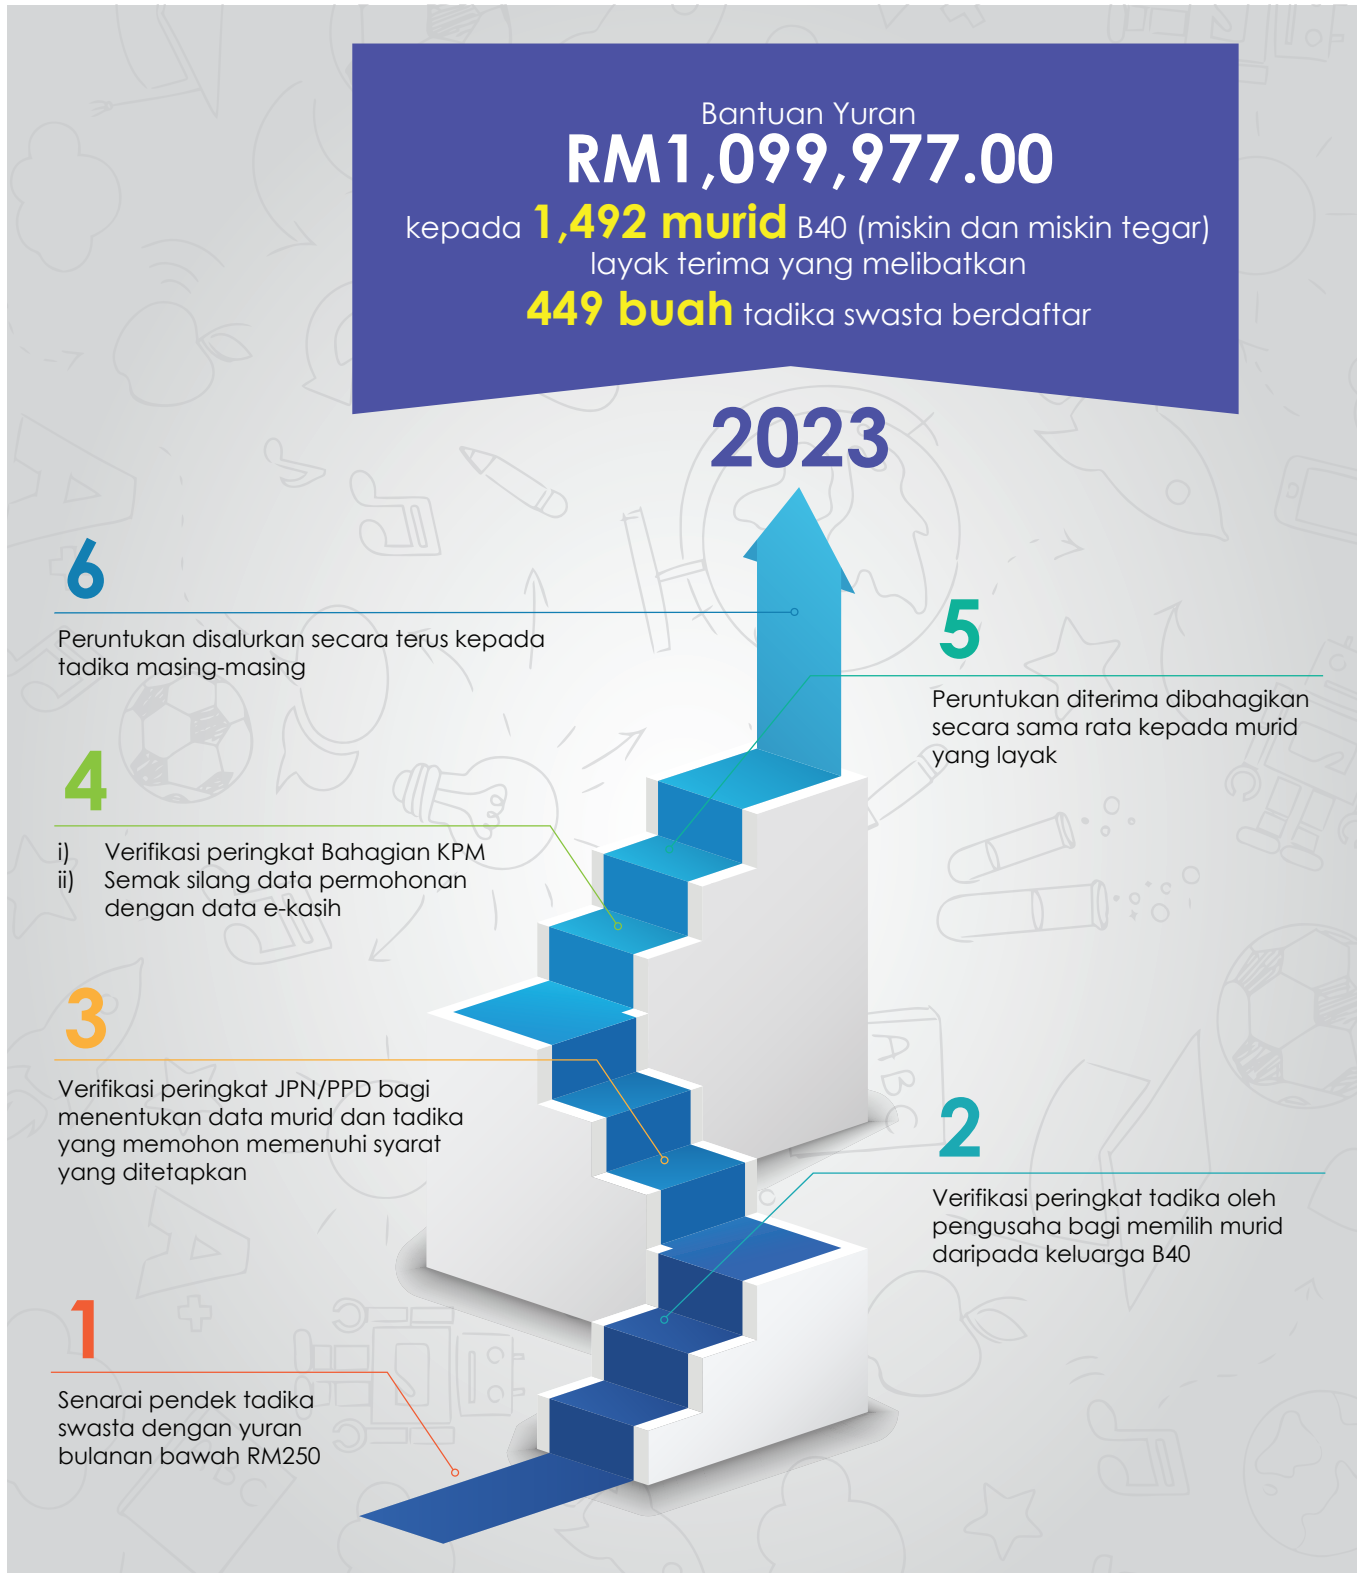 Bantuan Yuran
RM1,099,977.00
kepada 1,492 murid B40 (miskin dan miskin tegar)
layak terima yang melibatkan
449 buah tadika swasta berdaftar
2023
6
Peruntukan disalurkan secara terus kepada
tadika masing-masing
5
Peruntukan diterima dibahagikan
secara sama rata kepada murid
yang layak
4
i) Verifikasi peringkat Bahagian KPM
ii) Semak silang data permohonan
dengan data e-kasih
3
Verifikasi peringkat JPN/PPD bagi
menentukan data murid dan tadika
yang memohon memenuhi syarat
yang ditetapkan
2
Verifikasi peringkat tadika oleh
pengusaha bagi memilih murid
daripada keluarga B40
1
Senarai pendek tadika
swasta dengan yuran
bulanan bawah RM250
ABC